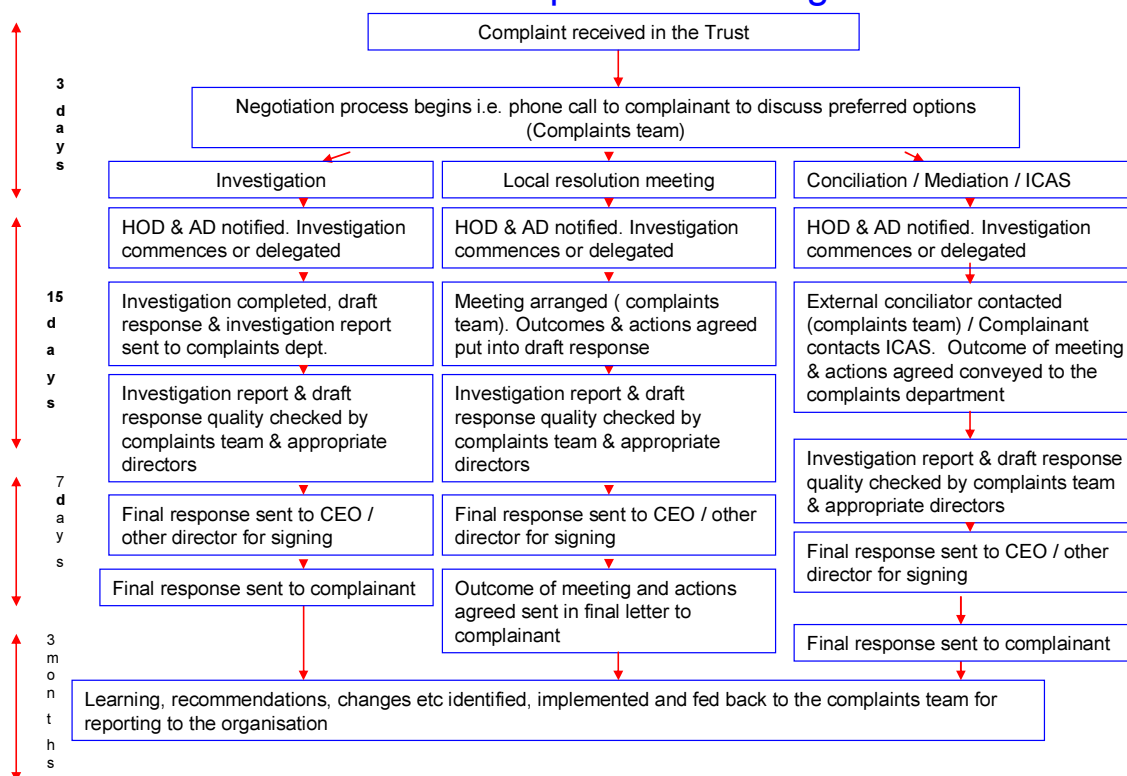 Complaint received in the Trust
3 days
Negotiation process begins i.e. phone call to complainant to discuss preferred options
(Complaints team)
Investigation
Local resolution meeting
Conciliation / Mediation / ICAS
15 days
HOD & AD notified. Investigation
commences or delegated
HOD & AD notified. Investigation
commences or delegated
HOD & AD notified. Investigation
commences or delegated
Investigation completed, draft
response & investigation report
sent to complaints dept.
Meeting arranged ( complaints
team). Outcomes & actions agreed
put into draft response
External conciliator contacted
(complaints team) / Complainant
contacts ICAS.  Outcome of meeting
& actions agreed conveyed to the
complaints department
Investigation report & draft
response quality checked by
complaints team & appropriate
directors
Investigation report & draft
response quality checked by
complaints team & appropriate
directors
Investigation report & draft response
quality checked by complaints team
& appropriate directors
7 days
Final response sent to CEO /
other director for signing
Final response sent to CEO / other
director for signing
Final response sent to CEO / other
director for signing
Final response sent to complainant
Outcome of meeting and actions
agreed sent in final letter to
complainant
Final response sent to complainant
3 months
Learning, recommendations, changes etc identified, implemented and fed back to the complaints team for
reporting to the organisation